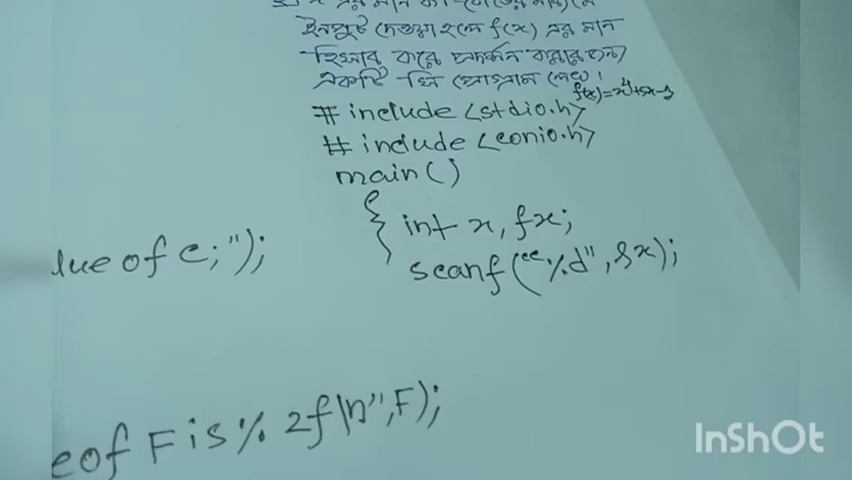 ইনপুট দেওয়া হলে f(x) এর মান
হিসাব করে প্রদর্শন করার জন্য
একটি সি প্রোগ্রাম লেখ।
# include <stdio.h>
# include <conio.h>
main()
{ int x, fx;
scanf("%d", &x);
lue of c;");
eof F is % 2f\n", F);
InShOt